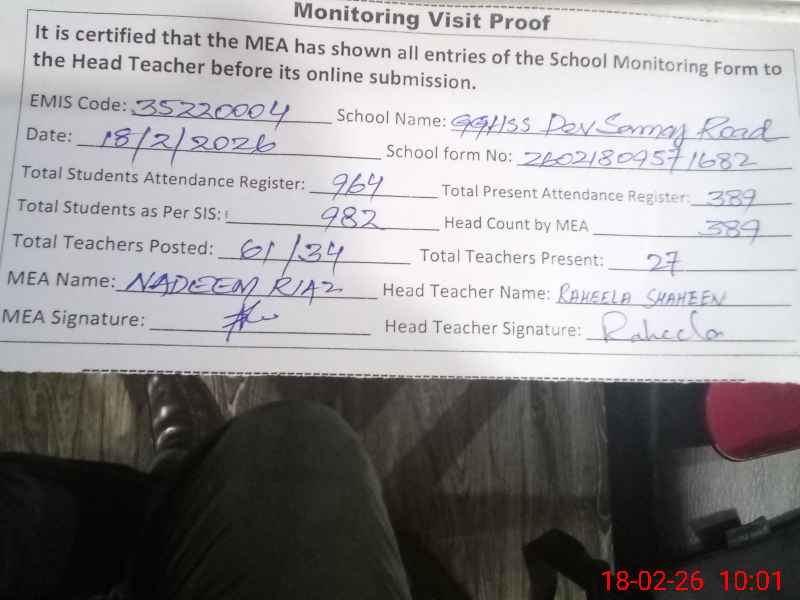 Monitoring Visit Proof
It is certified that the MEA has shown all entries of the School Monitoring Form to
the Head Teacher before its online submission.
EMIS Code: 35220004 School Name: GGHSS Dev Samaj Road
Date: 18/2/2026 School form No: 26021809571682
Total Students Attendance Register: 964 Total Present Attendance Register: 389
Total Students as Per SIS: 982 Head Count by MEA 389
Total Teachers Posted: 61/34 Total Teachers Present: 27
MEA Name: NADEEM RIAZ Head Teacher Name: RAHEELA SHAHEEN
MEA Signature: Head Teacher Signature: Raheela
18-02-26 10:01